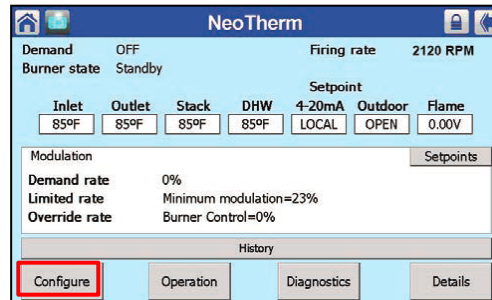 NeoTherm
Demand OFF Firing rate 2120 RPM
Burner state Standby
Setpoint
Inlet Outlet Stack DHW 4-20mA Outdoor Flame
85ºF 85ºF 85ºF 85ºF LOCAL OPEN 0.00V
Modulation Setpoints
Demand rate 0%
Limited rate Minimum modulation=23%
Override rate Burner Control=0%
History
Configure Operation Diagnostics Details